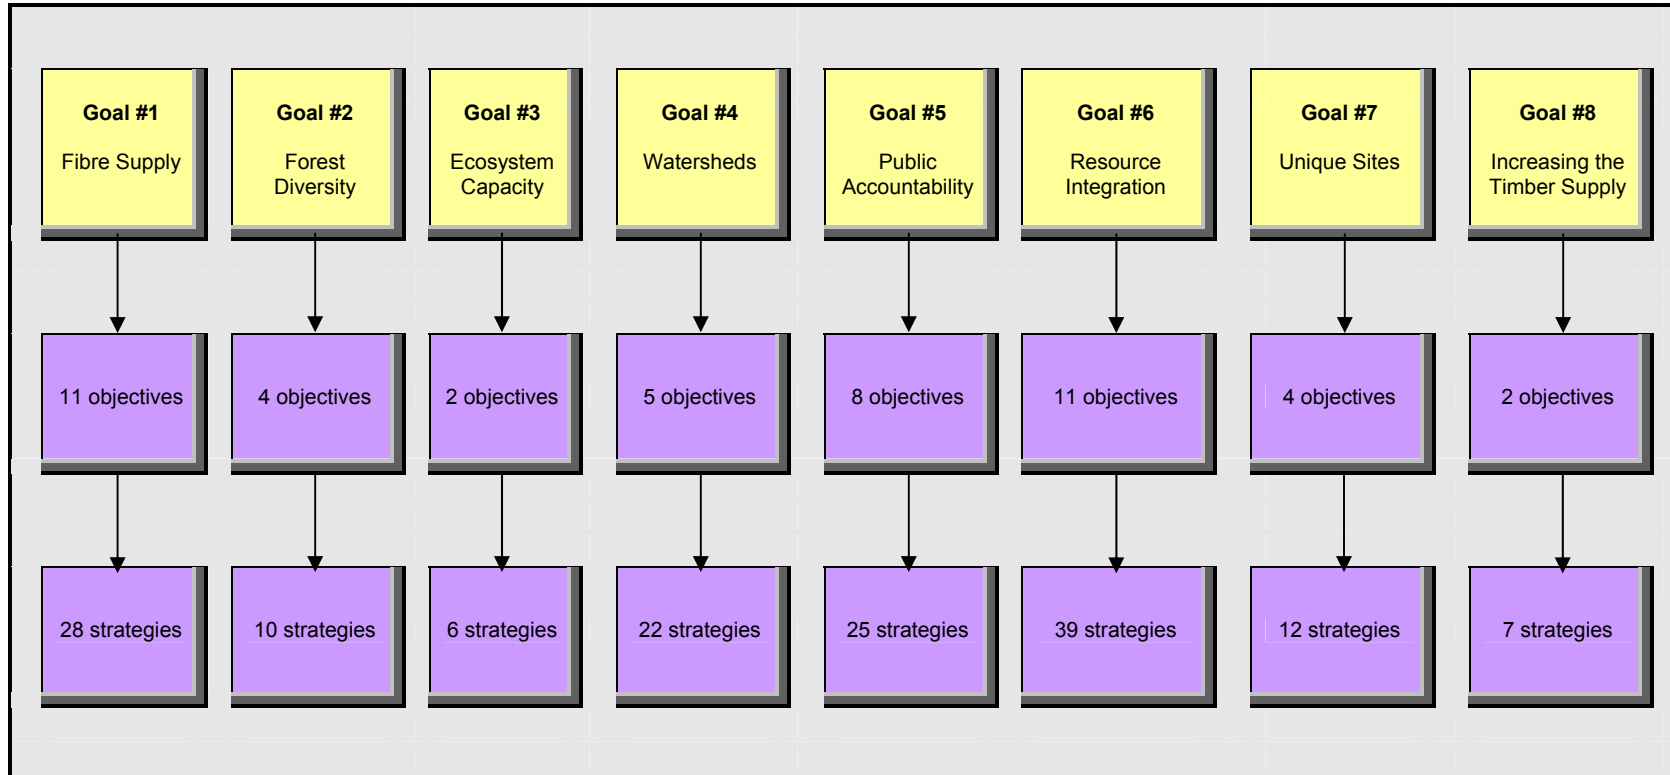 Goal #1
Fibre Supply
Goal #2
Forest
Diversity
Goal #3
Ecosystem
Capacity
Goal #4
Watersheds
Goal #5
Public
Accountability
Goal #6
Resource
Integration
Goal #7
Unique Sites
Goal #8
Increasing the
Timber Supply
11 objectives
4 objectives
2 objectives
5 objectives
8 objectives
11 objectives
4 objectives
2 objectives
28 strategies
10 strategies
6 strategies
22 strategies
25 strategies
39 strategies
12 strategies
7 strategies